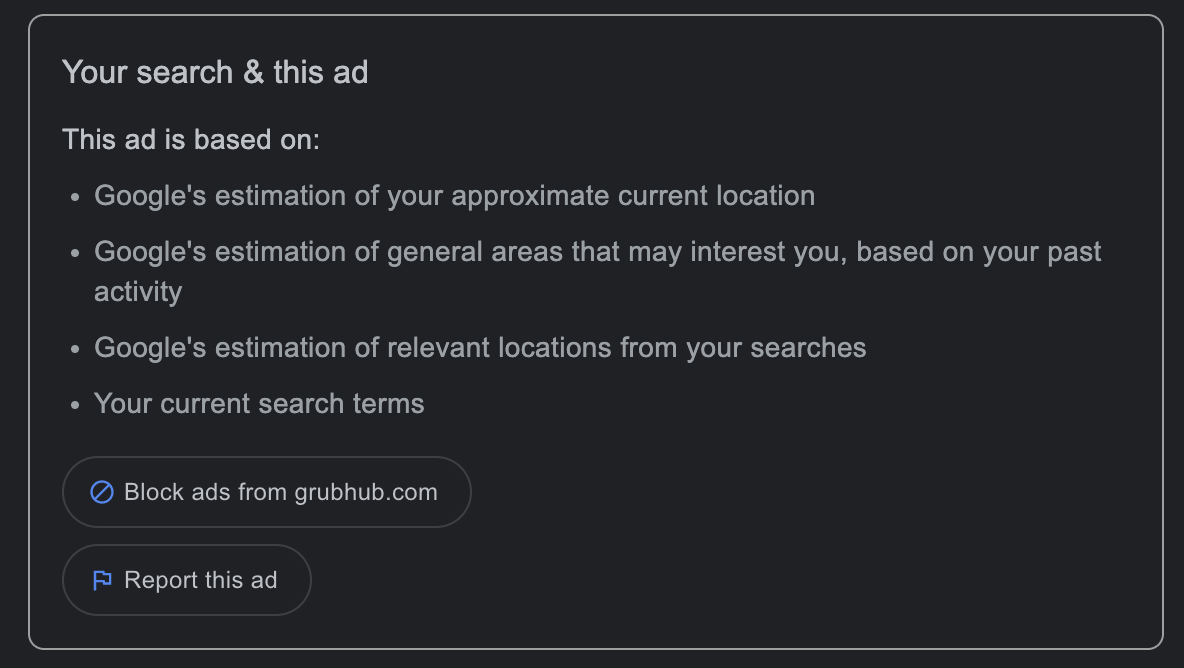 Your search & this ad
This ad is based on:
• Google's estimation of your approximate current location
• Google's estimation of general areas that may interest you, based on your past
activity
• Google's estimation of relevant locations from your searches
• Your current search terms
Block ads from grubhub.com
Report this ad